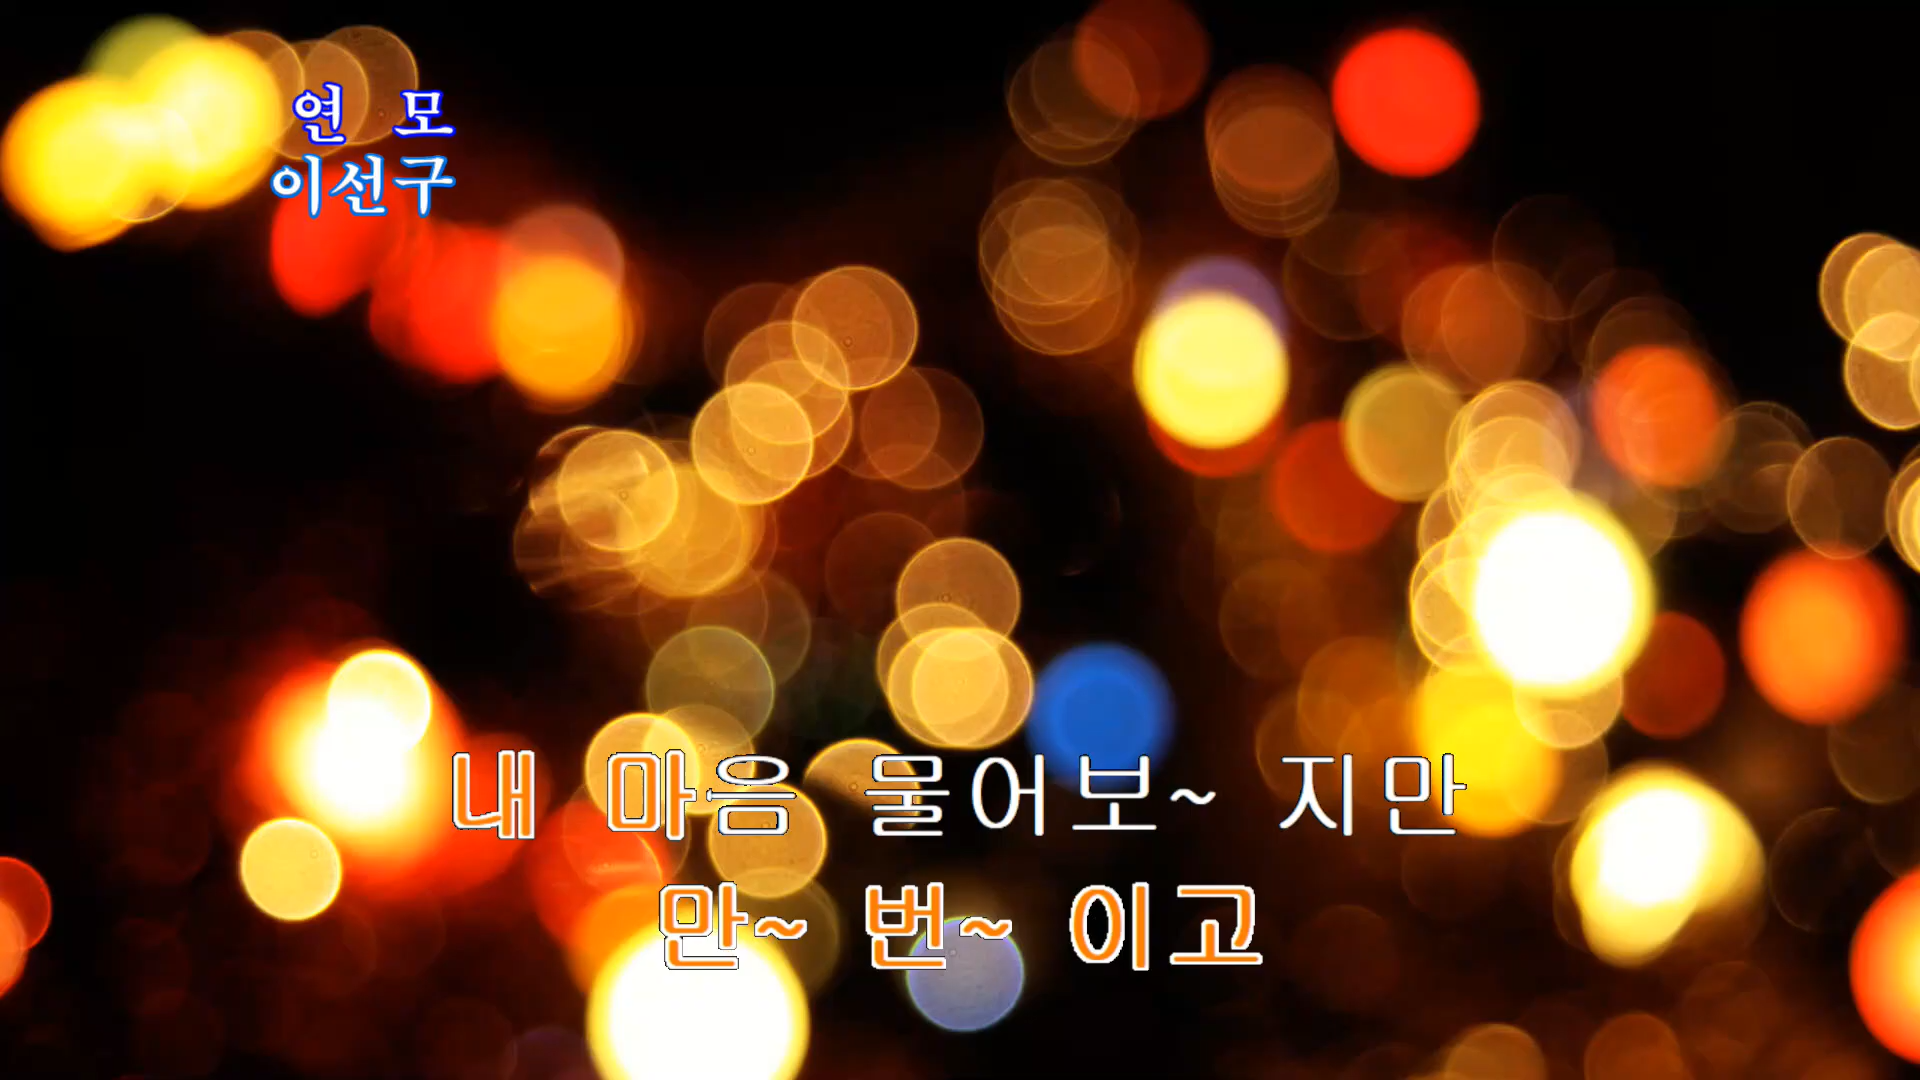 연 모
이선구
내 마음 물어보~ 지만
만~ 번~ 이고